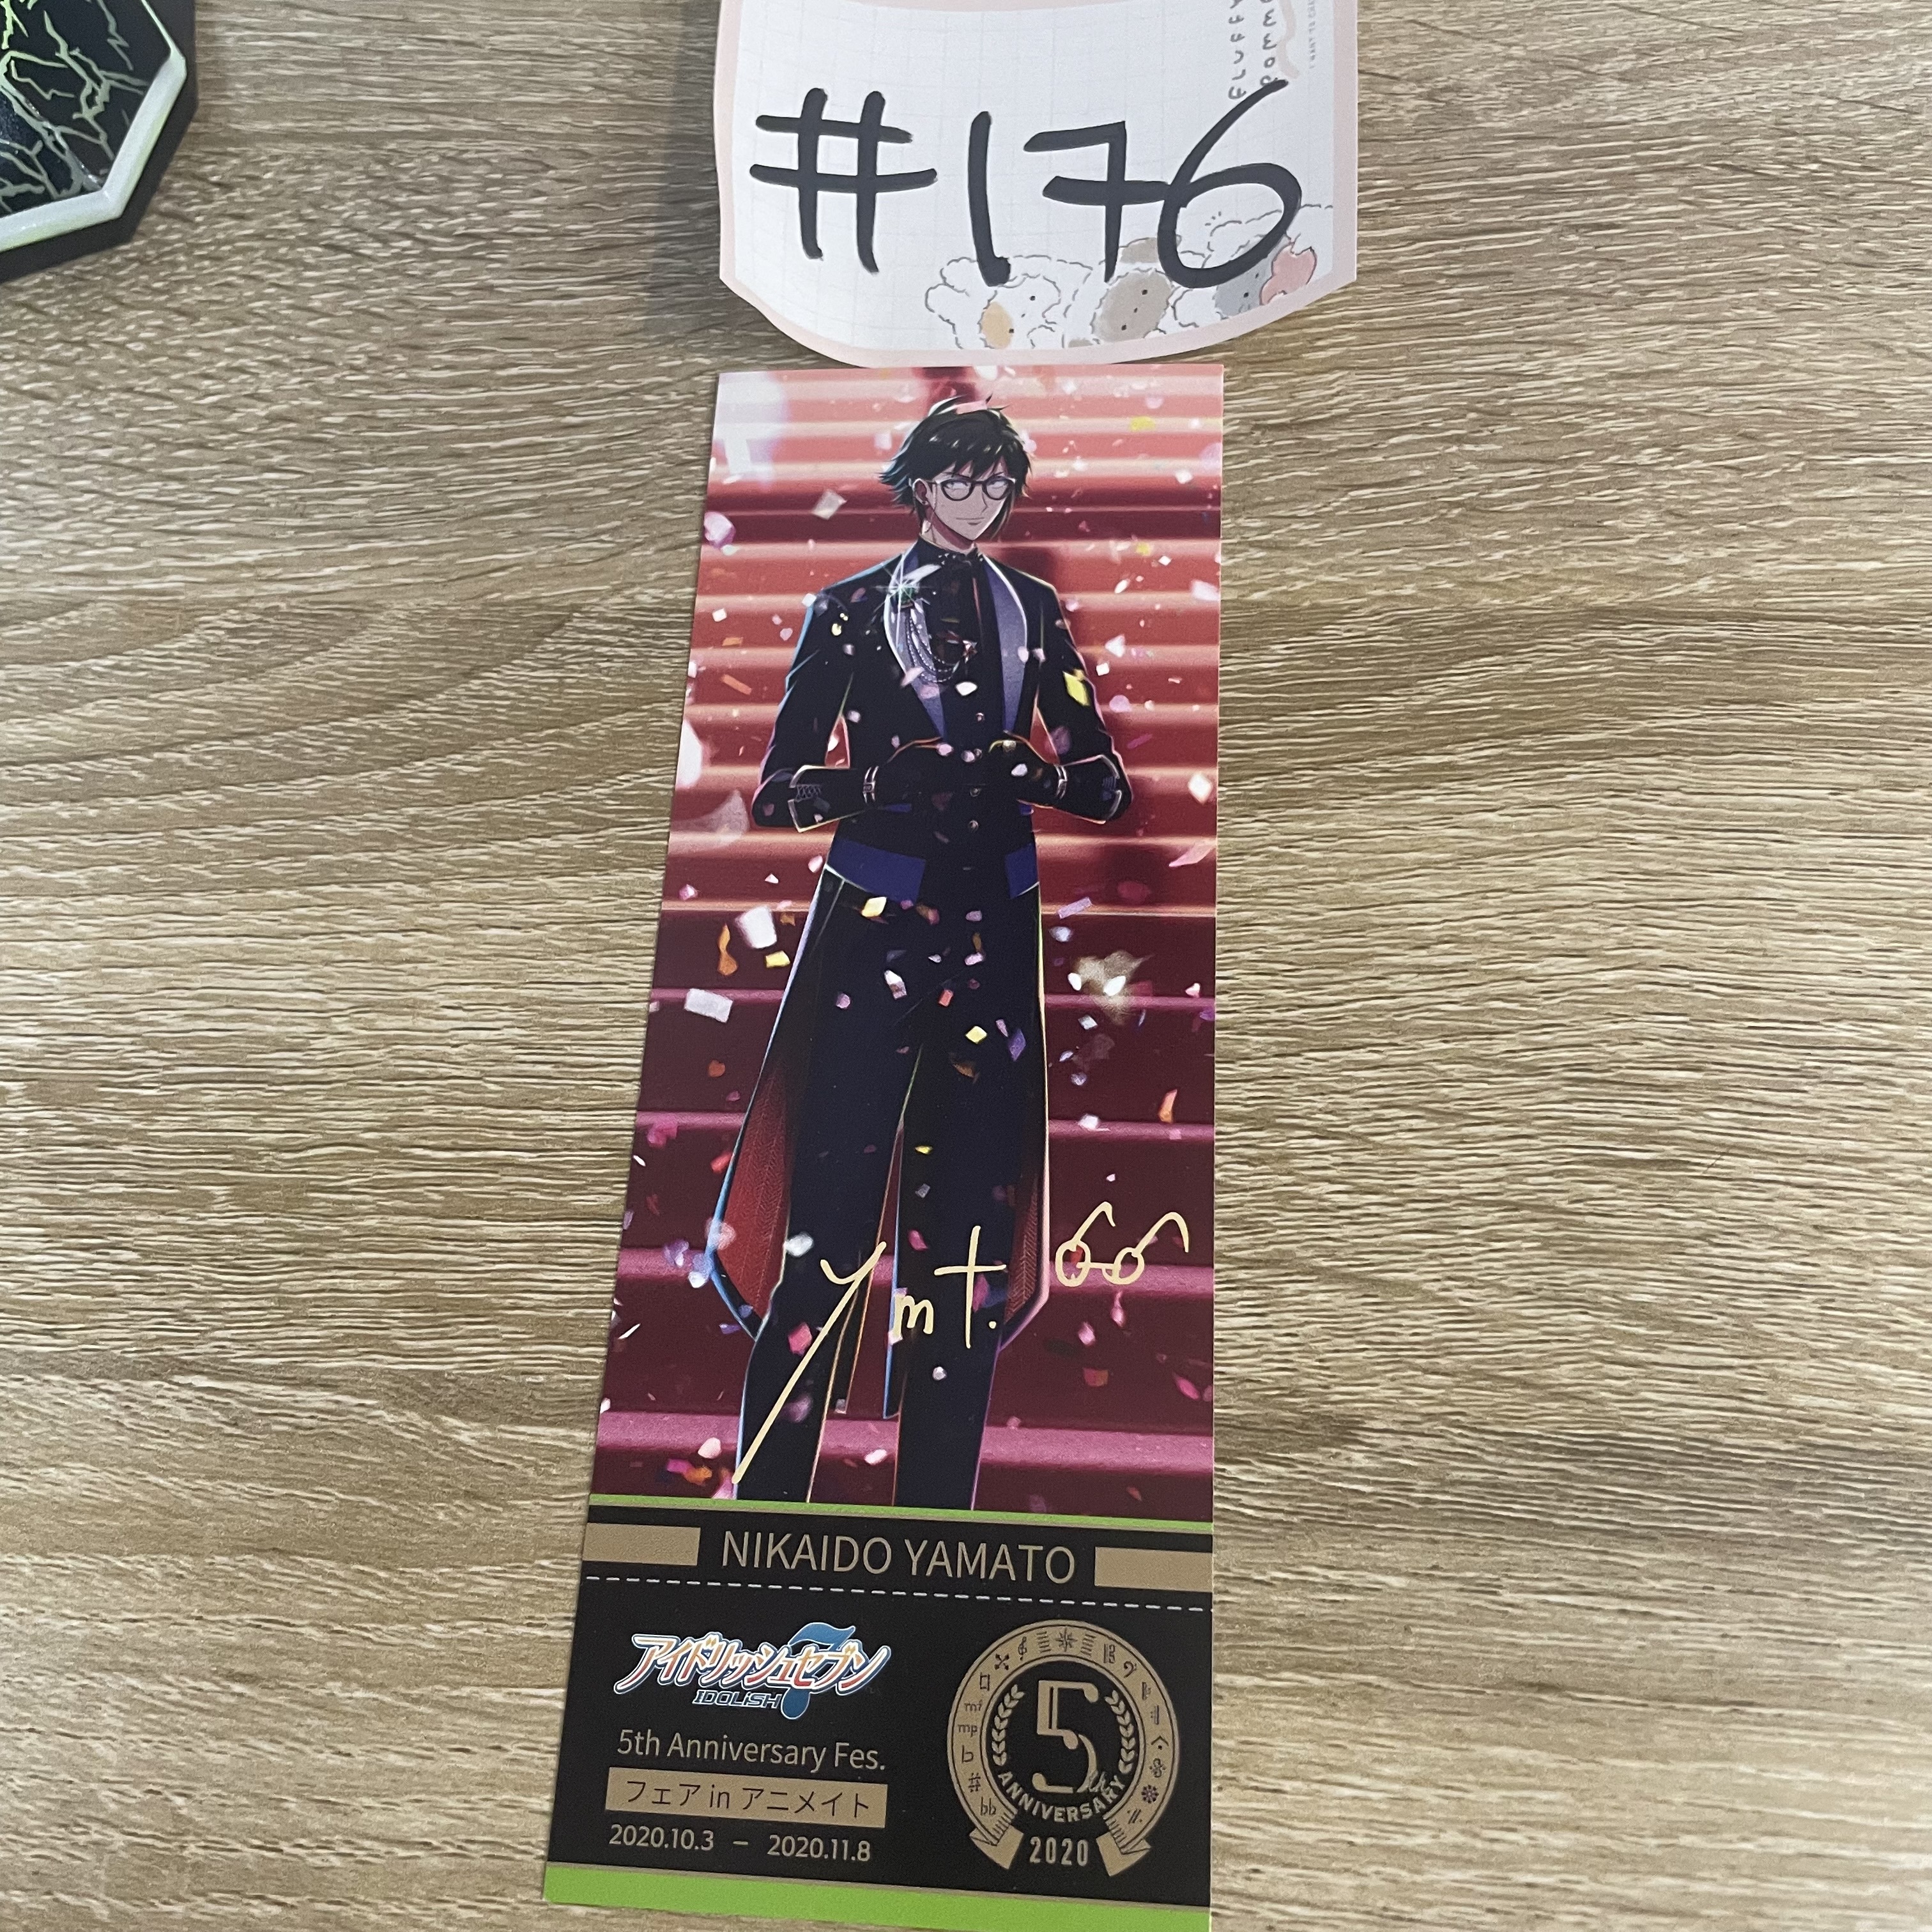 #176
Ymt.
NIKAIDO YAMATO
アイドリッシュセブン
IDOLiSH7
5th Anniversary Fes.
フェア in アニメイト
2020.10.3 – 2020.11.8
5th
ANNIVERSARY
2020